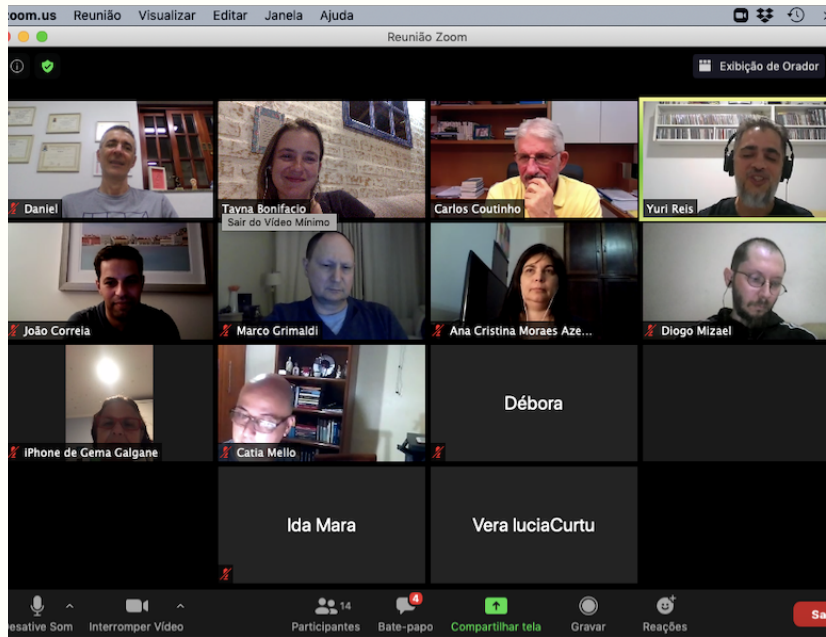 zoom.us Reunião Visualizar Editar Janela Ajuda
Reunião Zoom
Exibição de Orador
Daniel
Tayna Bonifacio
Carlos Coutinho
Yuri Reis
Sair do Vídeo Mínimo
João Correia
Marco Grimaldi
Ana Cristina Moraes Aze...
Diogo Mizael
iPhone de Gema Galgane
Catia Mello
Débora
Ida Mara
Vera luciaCurtu
esative Som
Interromper Vídeo
14
Participantes
4
Bate-papo
Compartilhar tela
Gravar
Reações
Sa